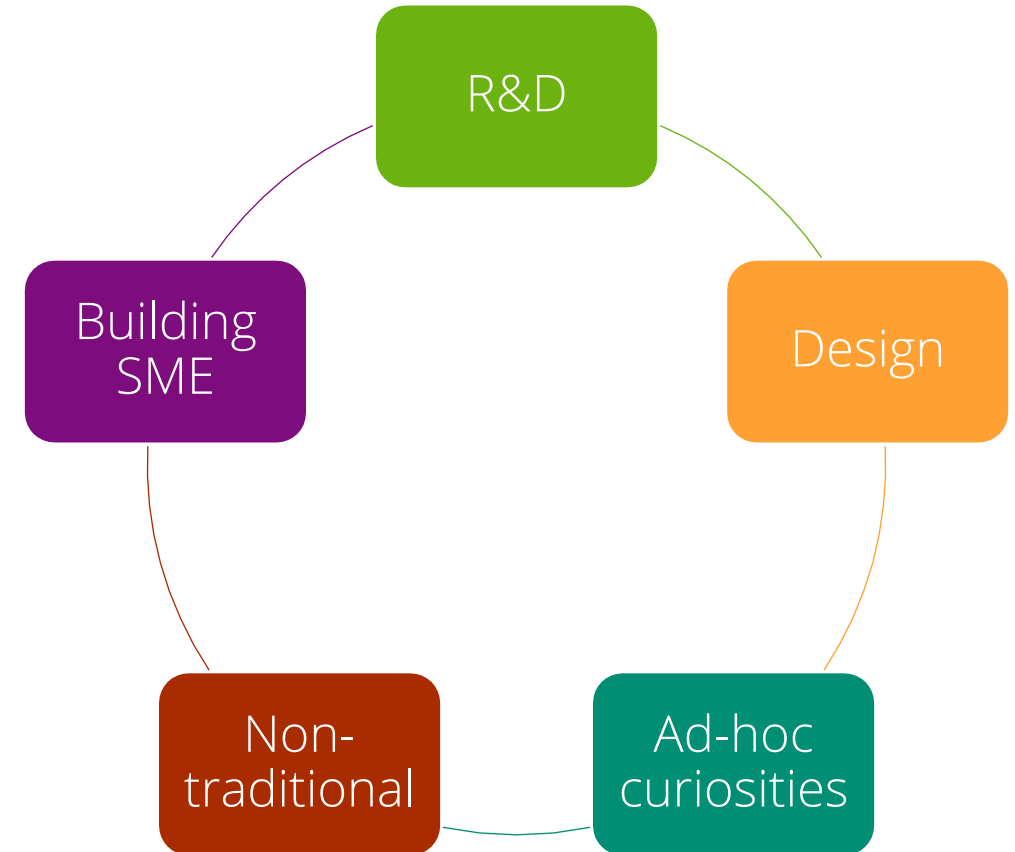 R&D
Building
SME
Design
Non-
traditional
Ad-hoc
curiosities